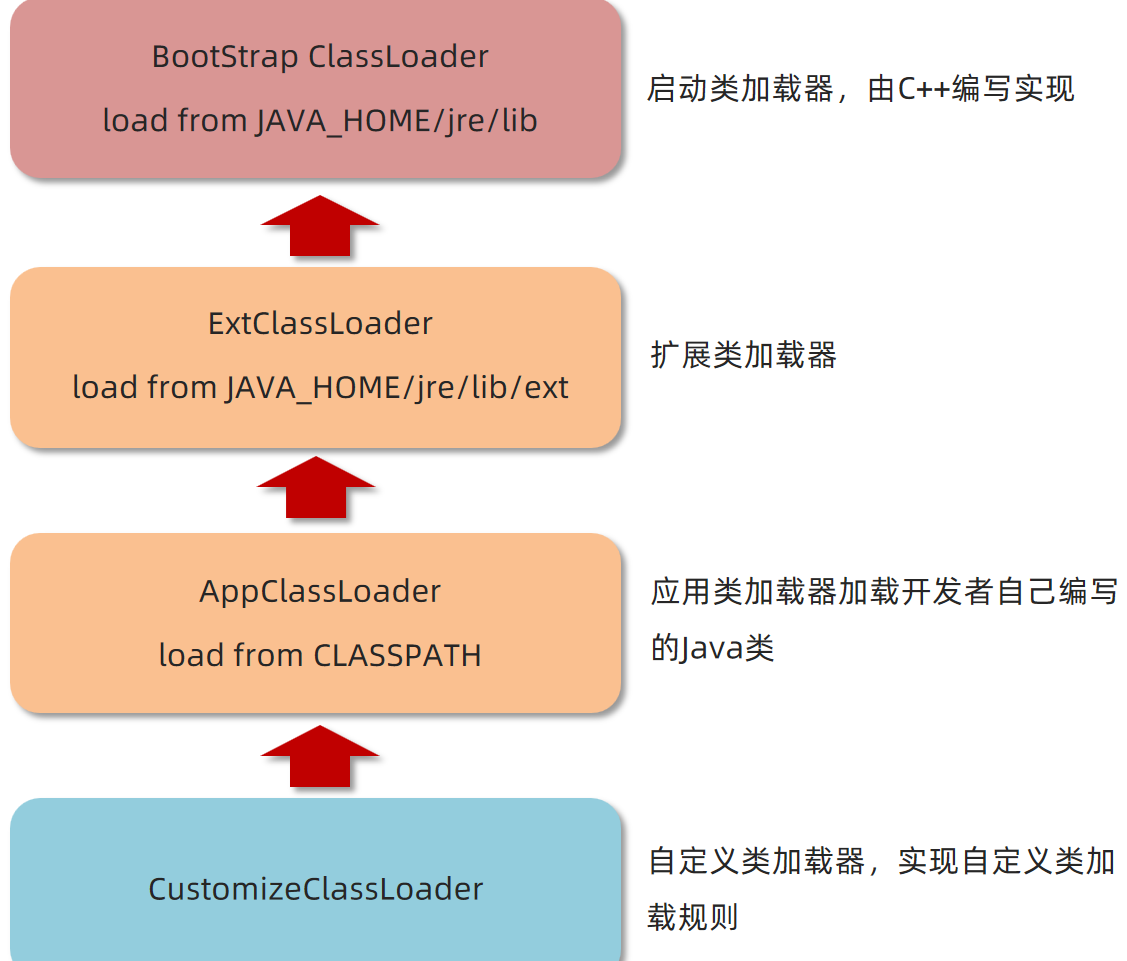 BootStrap ClassLoader
load from JAVA_HOME/jre/lib
启动类加载器，由C++编写实现
ExtClassLoader
load from JAVA_HOME/jre/lib/ext
扩展类加载器
AppClassLoader
load from CLASSPATH
应用类加载器加载开发者自己编写
的Java类
CustomizeClassLoader
自定义类加载器，实现自定义类加
载规则